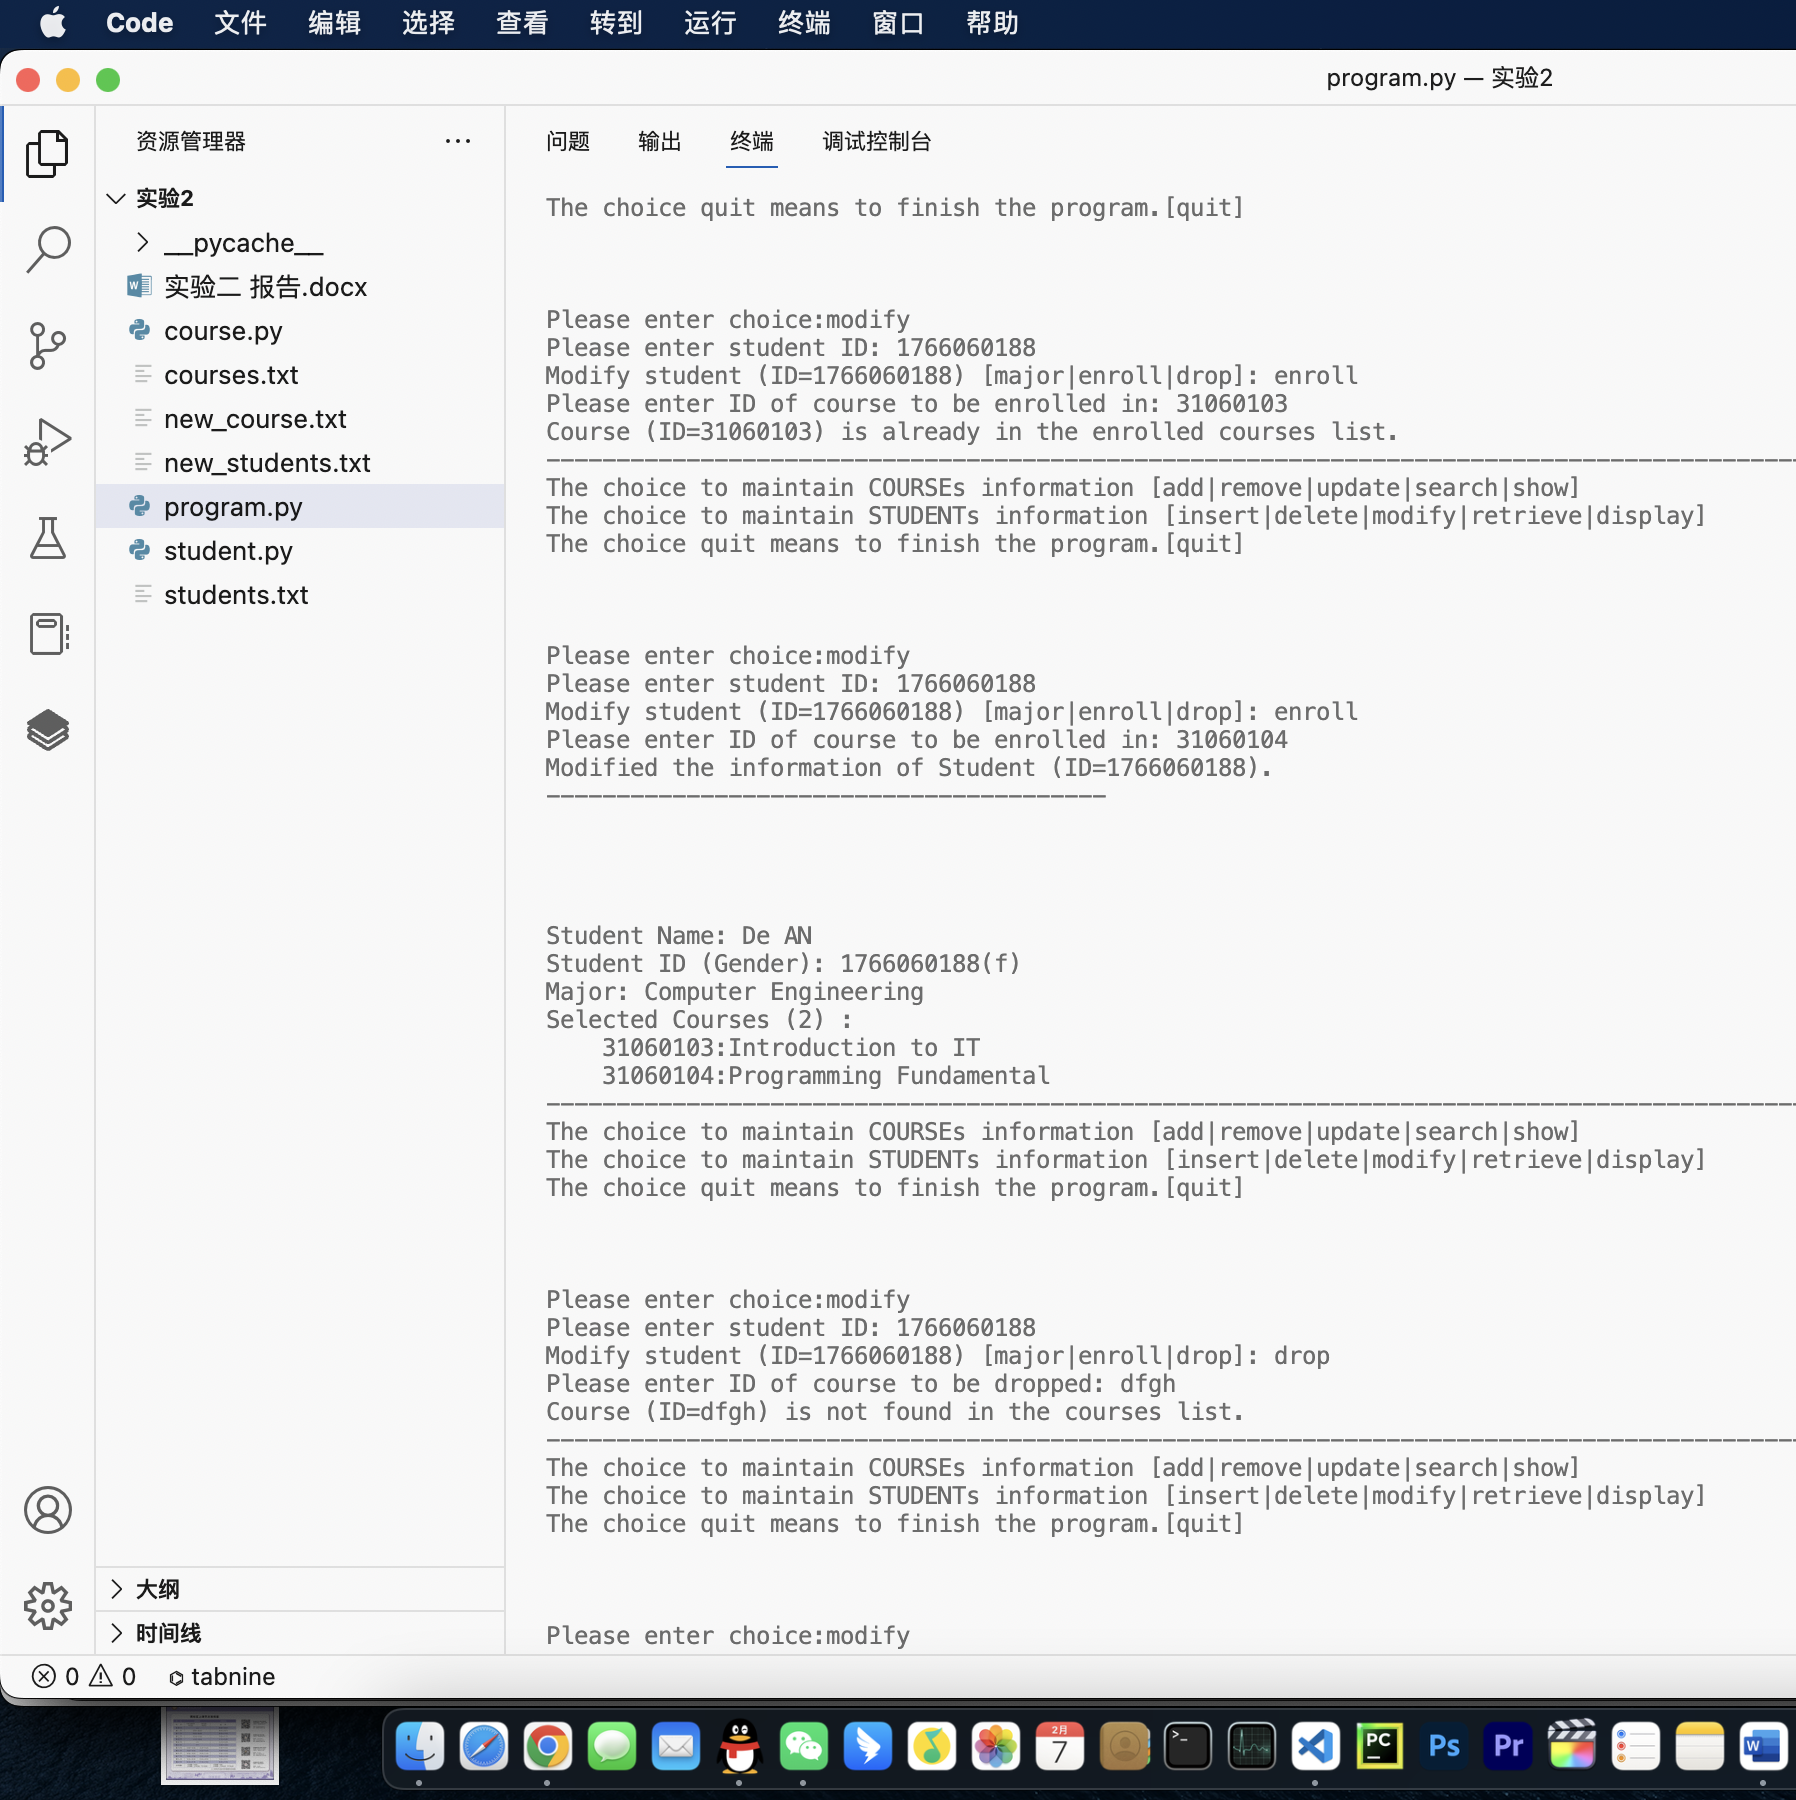 Code 文件 编辑 选择 查看 转到 运行 终端 窗口 帮助
program.py — 实验2
资源管理器 ···
问题 输出 终端 调试控制台
实验2
__pycache__
实验二 报告.docx
course.py
courses.txt
new_course.txt
new_students.txt
program.py
student.py
students.txt
大纲
时间线
The choice quit means to finish the program.[quit]
Please enter choice:modify
Please enter student ID: 1766060188
Modify student (ID=1766060188) [major|enroll|drop]: enroll
Please enter ID of course to be enrolled in: 31060103
Course (ID=31060103) is already in the enrolled courses list.
------------------------------------------------------------------------------------------
The choice to maintain COURSEs information [add|remove|update|search|show]
The choice to maintain STUDENTs information [insert|delete|modify|retrieve|display]
The choice quit means to finish the program.[quit]
Please enter choice:modify
Please enter student ID: 1766060188
Modify student (ID=1766060188) [major|enroll|drop]: enroll
Please enter ID of course to be enrolled in: 31060104
Modified the information of Student (ID=1766060188).
----------------------------------------
Student Name: De AN
Student ID (Gender): 1766060188(f)
Major: Computer Engineering
Selected Courses (2) :
    31060103:Introduction to IT
    31060104:Programming Fundamental
------------------------------------------------------------------------------------------
The choice to maintain COURSEs information [add|remove|update|search|show]
The choice to maintain STUDENTs information [insert|delete|modify|retrieve|display]
The choice quit means to finish the program.[quit]
Please enter choice:modify
Please enter student ID: 1766060188
Modify student (ID=1766060188) [major|enroll|drop]: drop
Please enter ID of course to be dropped: dfgh
Course (ID=dfgh) is not found in the courses list.
------------------------------------------------------------------------------------------
The choice to maintain COURSEs information [add|remove|update|search|show]
The choice to maintain STUDENTs information [insert|delete|modify|retrieve|display]
The choice quit means to finish the program.[quit]
Please enter choice:modify
0 0 tabnine
2月
7
>_
PC
Ps
Pr
W